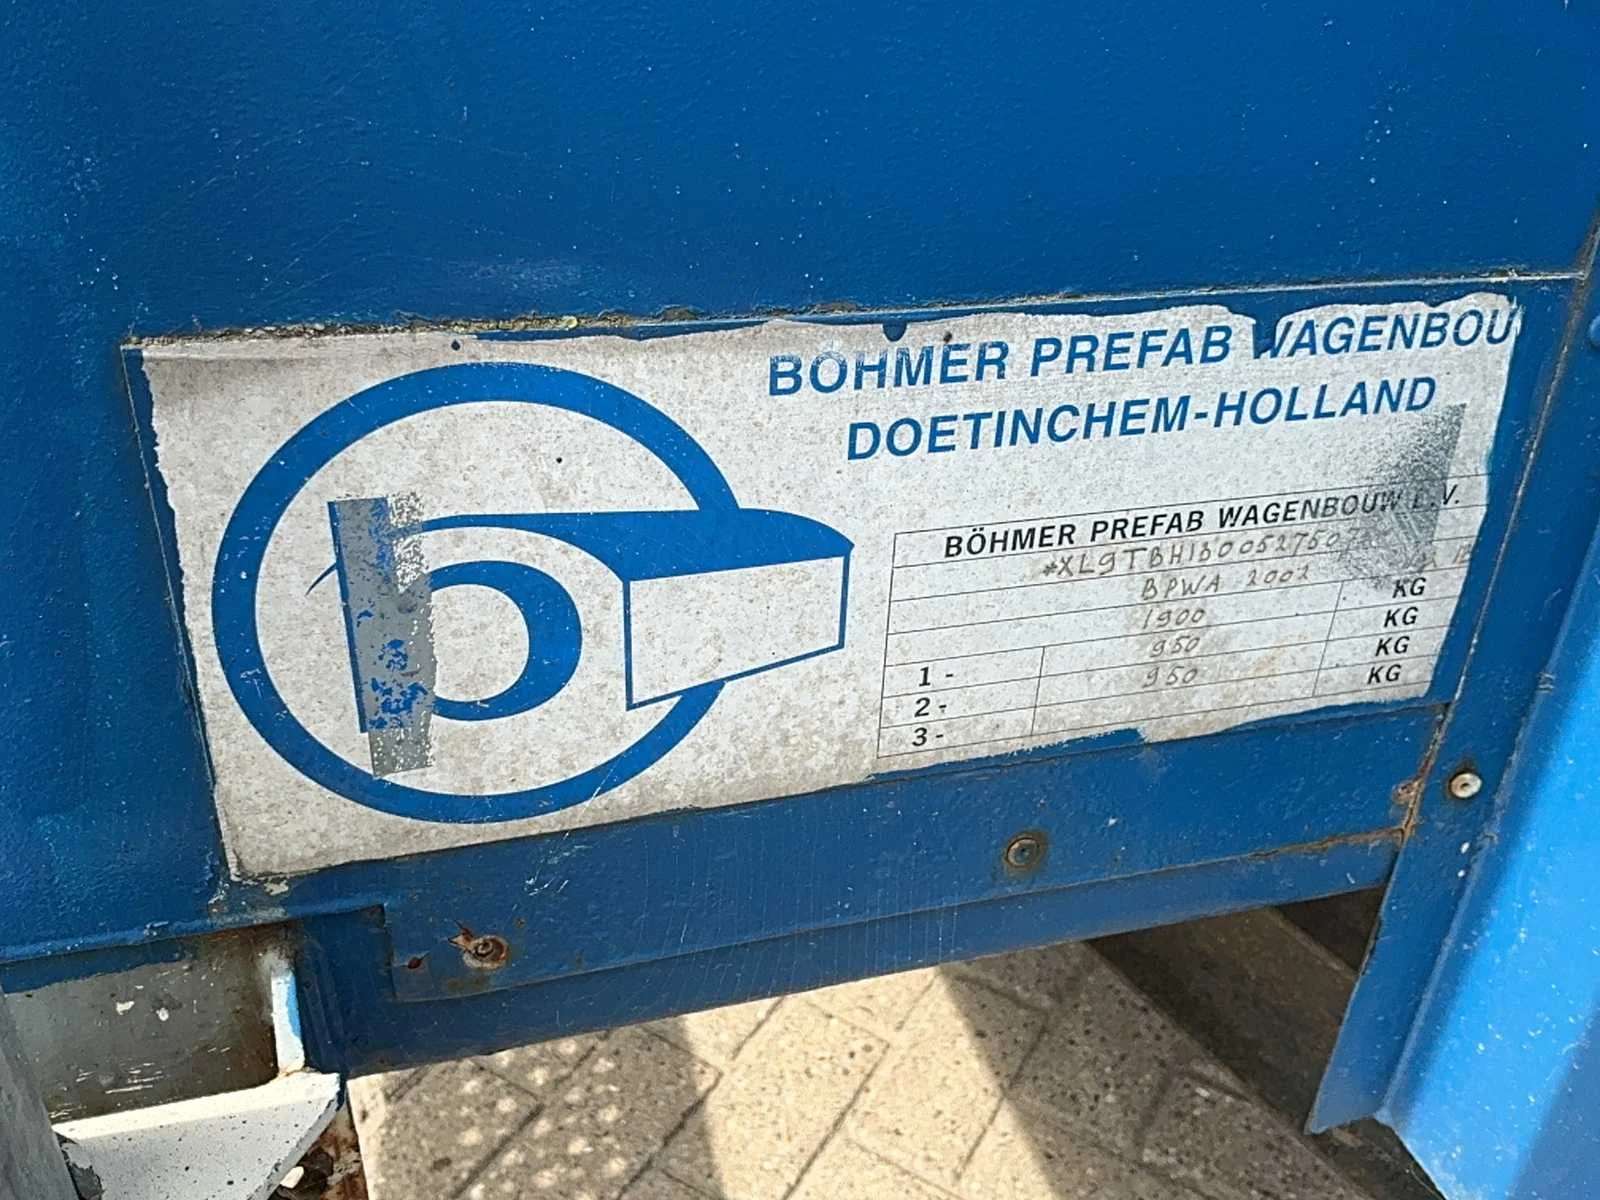 BÖHMER PREFAB WAGENBOU
DOETINCHEM-HOLLAND
BÖHMER PREFAB WAGENBOUW B.V.
BPWA 2002
1900 KG
1 - 950 KG
2 - 950 KG
3 - KG